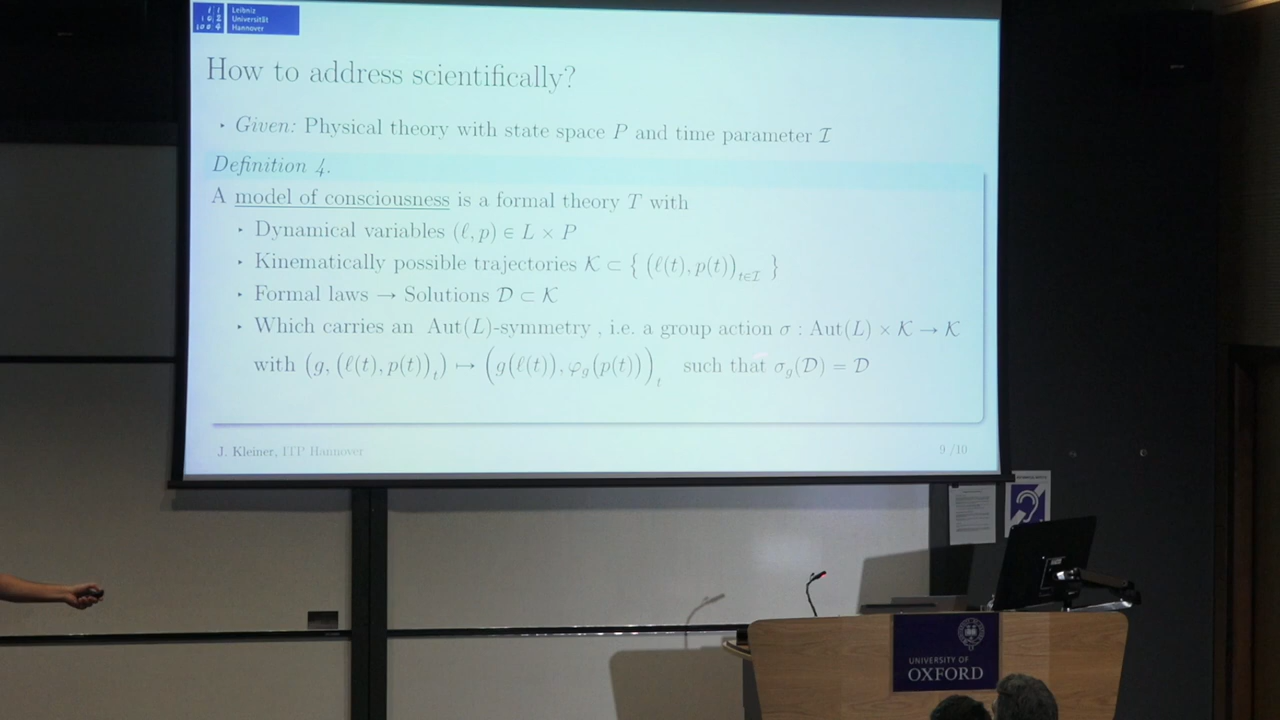 Leibniz
Universität
Hannover
How to address scientifically?
‣ Given: Physical theory with state space P and time parameter ℐ
Definition 4.
A model of consciousness is a formal theory T with
‣ Dynamical variables (ℓ, p) ∈ L × P
‣ Kinematically possible trajectories 𝒦 ⊂ { (ℓ(t), p(t))_{t∈ℐ} }
‣ Formal laws → Solutions 𝒟 ⊂ 𝒦
‣ Which carries an Aut(L)-symmetry , i.e. a group action σ : Aut(L) × 𝒦 → 𝒦
with (g, (ℓ(t), p(t))_t) ↦ (g(ℓ(t)), φ_g(p(t)))_t such that σ_g(𝒟) = 𝒟
J. Kleiner, ITP Hannover
9 /10
UNIVERSITY OF
OXFORD